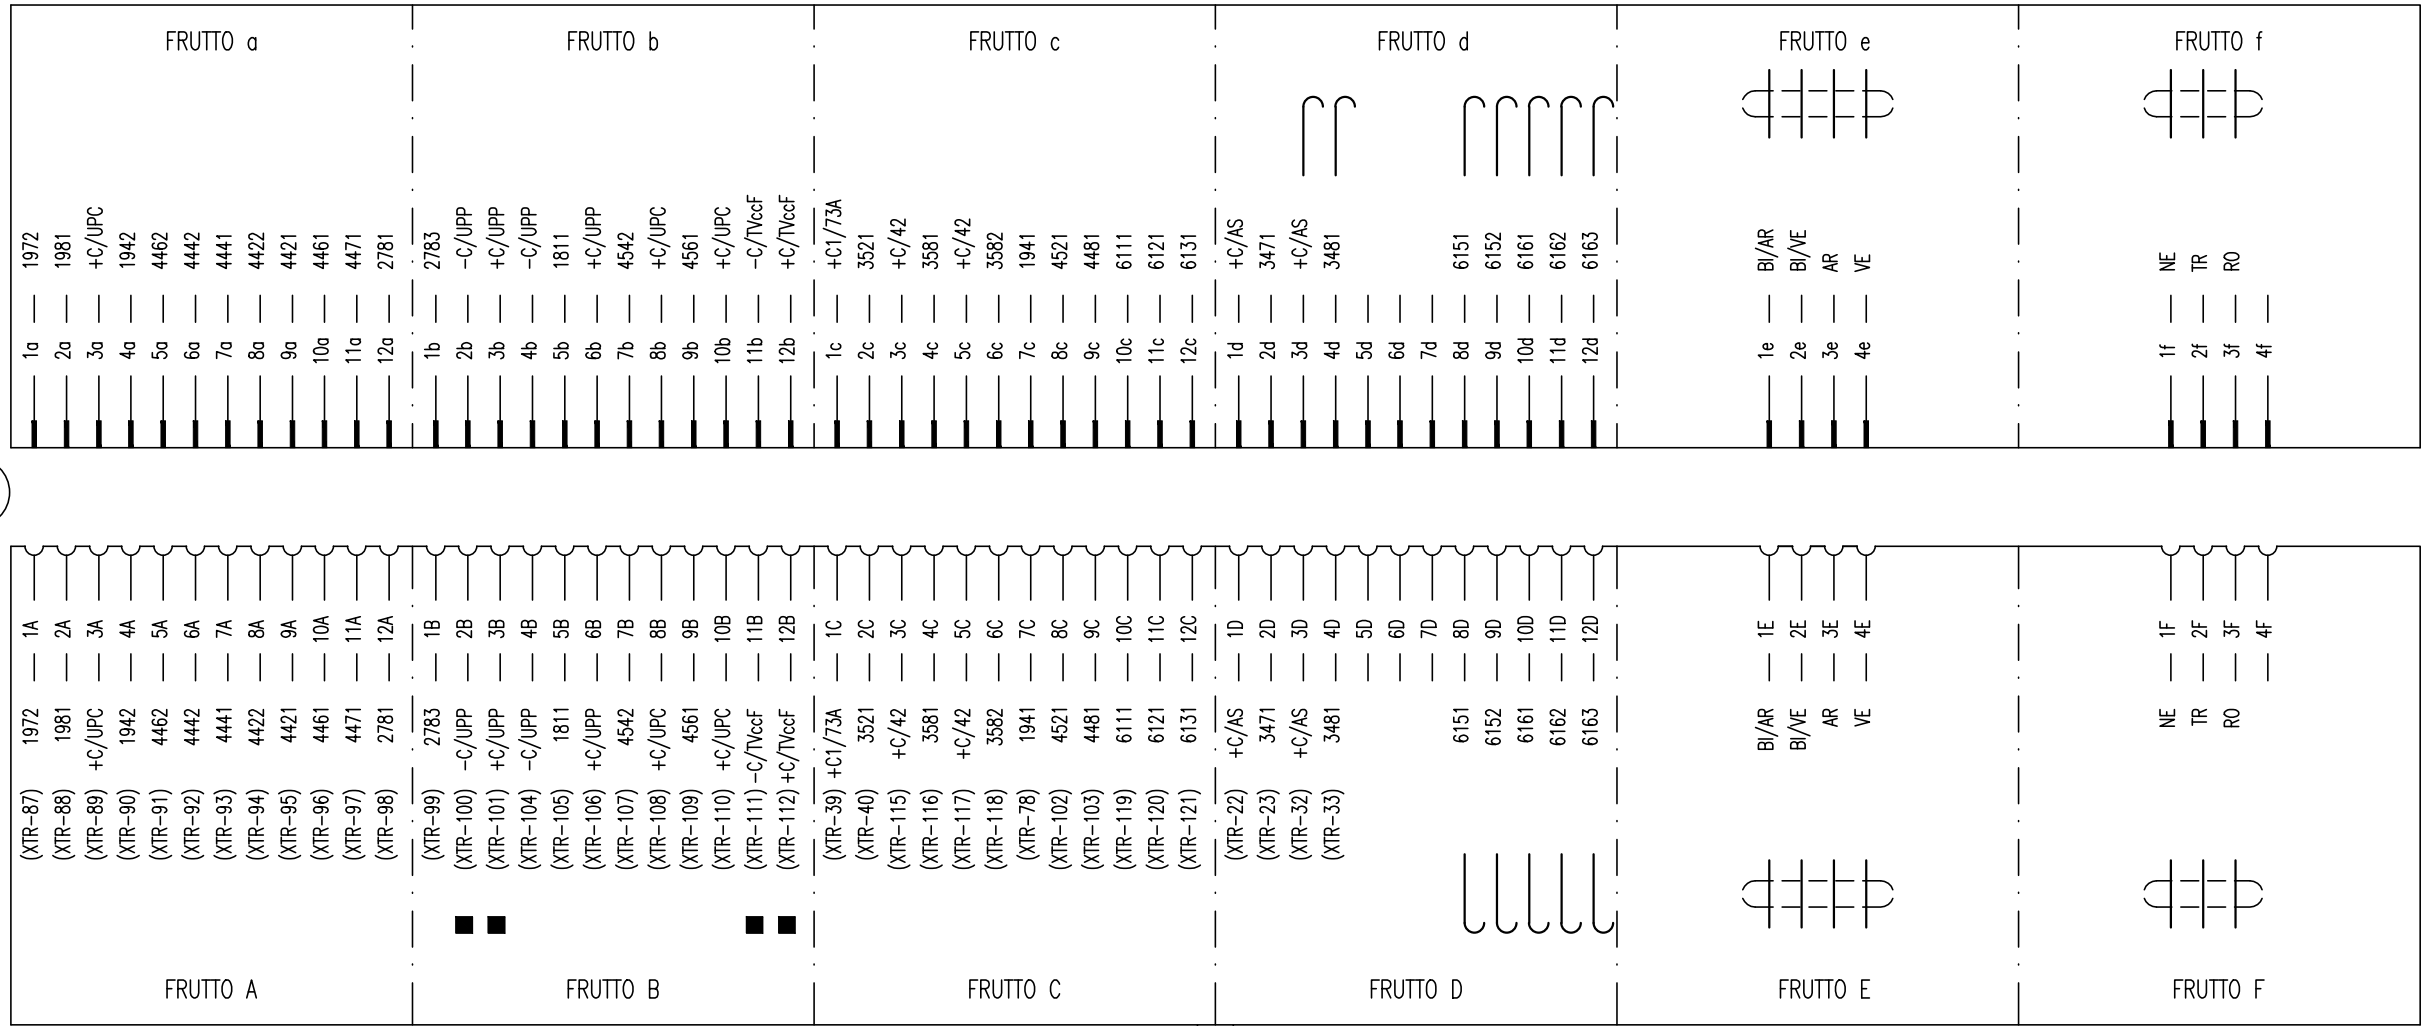 FRUTTO a FRUTTO b FRUTTO c FRUTTO d FRUTTO e FRUTTO f
1972 1981 +C/UPC 1942 4462 4442 4441 4422 4421 4461 4471 2781 2783 -C/UPP +C/UPP -C/UPP 1811 +C/UPP 4542 +C/UPC 4561 +C/UPC -C/TVccF +C/TVccF +C1/73A 3521 +C/42 3581 +C/42 3582 1941 4521 4481 6111 6121 6131 +C/AS 3471 +C/AS 3481 6151 6152 6161 6162 6163 BI/AR BI/VE AR VE NE TR RO
1a 2a 3a 4a 5a 6a 7a 8a 9a 10a 11a 12a 1b 2b 3b 4b 5b 6b 7b 8b 9b 10b 11b 12b 1c 2c 3c 4c 5c 6c 7c 8c 9c 10c 11c 12c 1d 2d 3d 4d 5d 6d 7d 8d 9d 10d 11d 12d 1e 2e 3e 4e 1f 2f 3f 4f
1A 2A 3A 4A 5A 6A 7A 8A 9A 10A 11A 12A 1B 2B 3B 4B 5B 6B 7B 8B 9B 10B 11B 12B 1C 2C 3C 4C 5C 6C 7C 8C 9C 10C 11C 12C 1D 2D 3D 4D 5D 6D 7D 8D 9D 10D 11D 12D 1E 2E 3E 4E 1F 2F 3F 4F
1972 1981 +C/UPC 1942 4462 4442 4441 4422 4421 4461 4471 2781 2783 -C/UPP +C/UPP -C/UPP 1811 +C/UPP 4542 +C/UPC 4561 +C/UPC -C/TVccF +C/TVccF +C1/73A 3521 +C/42 3581 +C/42 3582 1941 4521 4481 6111 6121 6131 +C/AS 3471 +C/AS 3481 6151 6152 6161 6162 6163 BI/AR BI/VE AR VE NE TR RO
(XTR-87) (XTR-88) (XTR-89) (XTR-90) (XTR-91) (XTR-92) (XTR-93) (XTR-94) (XTR-95) (XTR-96) (XTR-97) (XTR-98) (XTR-99) (XTR-100) (XTR-101) (XTR-104) (XTR-105) (XTR-106) (XTR-107) (XTR-108) (XTR-109) (XTR-110) (XTR-111) (XTR-112) (XTR-39) (XTR-40) (XTR-115) (XTR-116) (XTR-117) (XTR-118) (XTR-78) (XTR-102) (XTR-103) (XTR-119) (XTR-120) (XTR-121) (XTR-22) (XTR-23) (XTR-32) (XTR-33)
FRUTTO A FRUTTO B FRUTTO C FRUTTO D FRUTTO E FRUTTO F